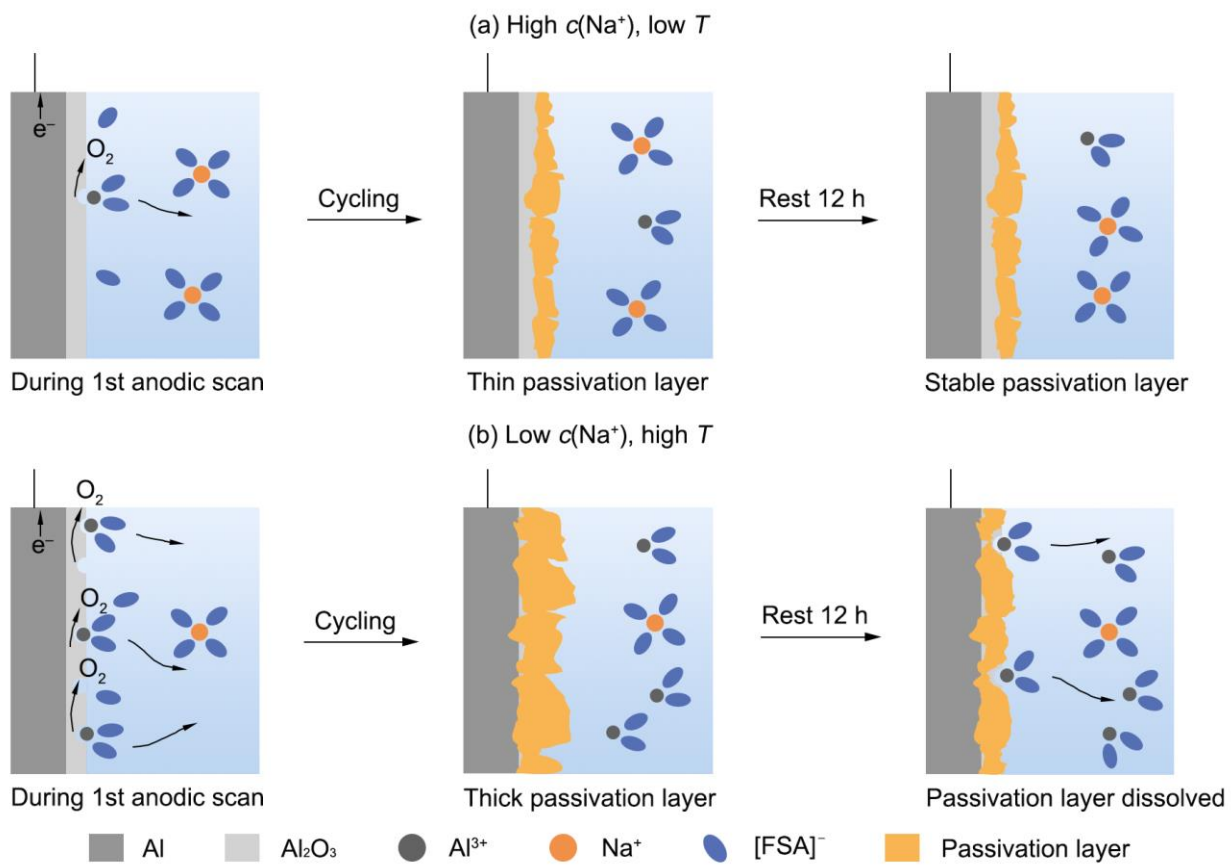 (a) High c(Na⁺), low T
e⁻
O₂
Cycling
Rest 12 h
During 1st anodic scan
Thin passivation layer
Stable passivation layer
(b) Low c(Na⁺), high T
O₂
e⁻
O₂
O₂
Cycling
Rest 12 h
During 1st anodic scan
Thick passivation layer
Passivation layer dissolved
Al Al₂O₃ Al³⁺ Na⁺ [FSA]⁻ Passivation layer